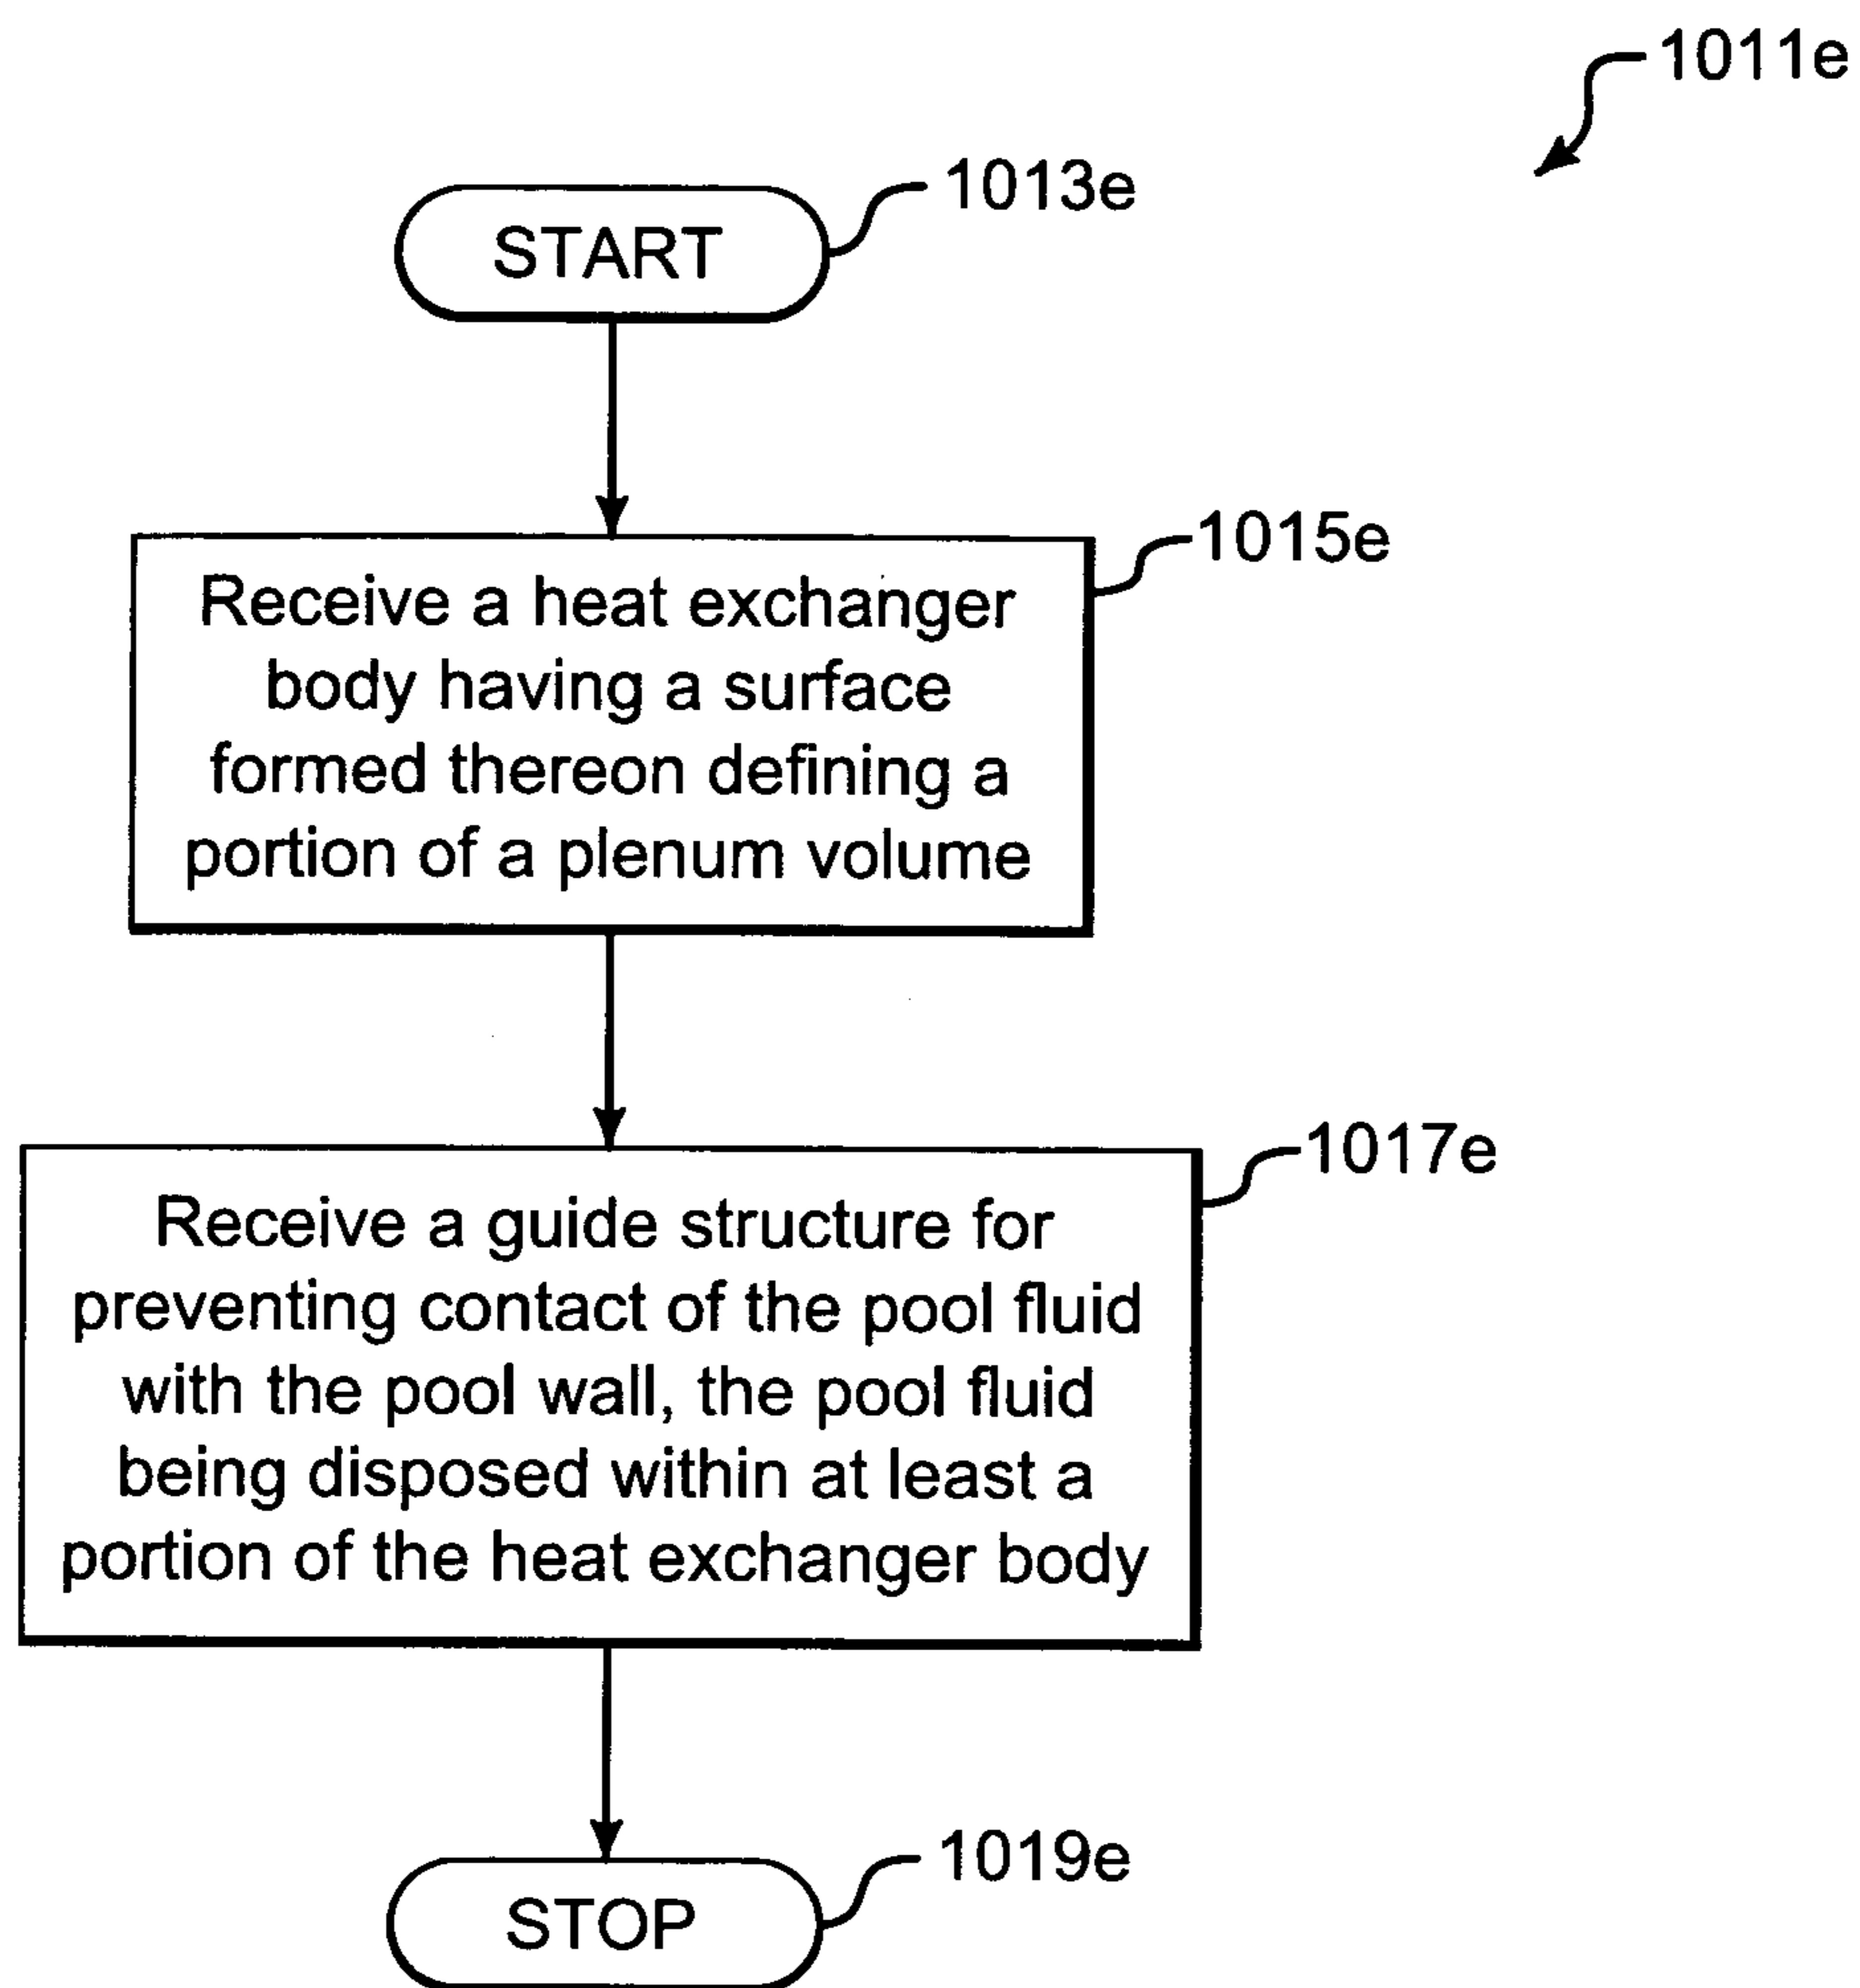 1011e
1013e
START
1015e
Receive a heat exchanger
body having a surface
formed thereon defining a
portion of a plenum volume
1017e
Receive a guide structure for
preventing contact of the pool fluid
with the pool wall, the pool fluid
being disposed within at least a
portion of the heat exchanger body
1019e
STOP